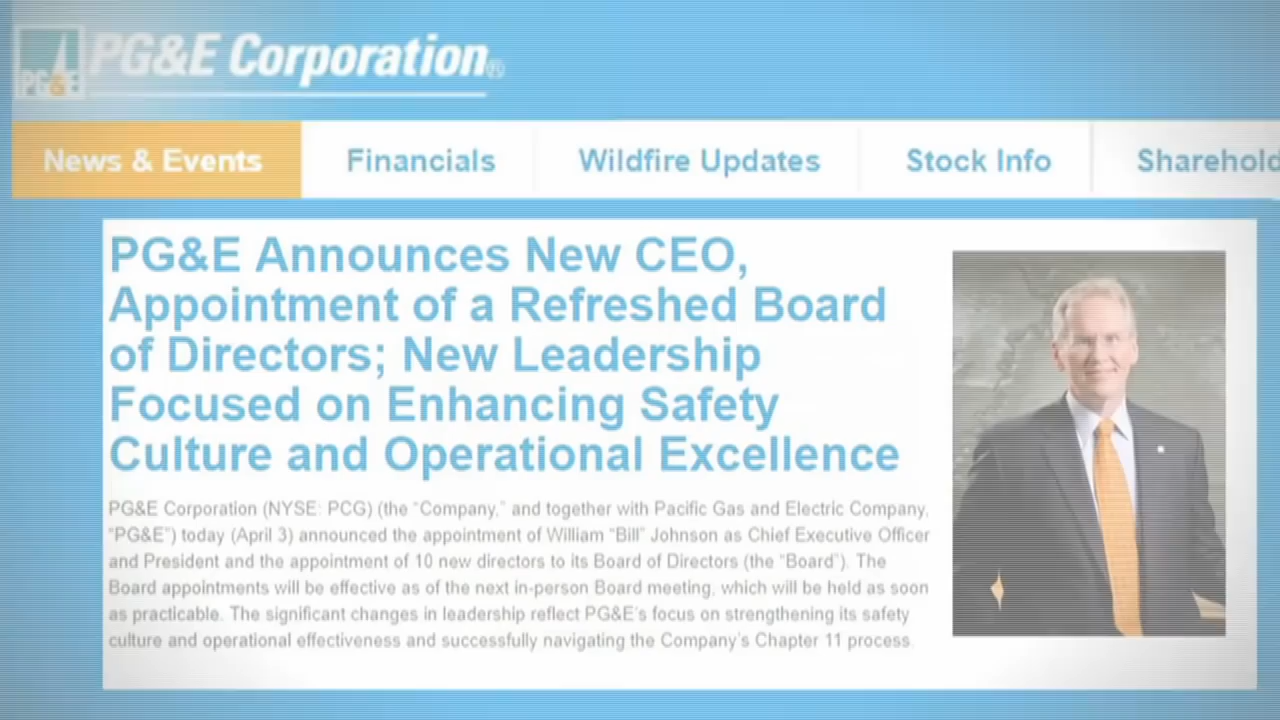 PG&E
PG&E Corporation®
News & Events
Financials
Wildfire Updates
Stock Info
Sharehold
PG&E Announces New CEO,
Appointment of a Refreshed Board
of Directors; New Leadership
Focused on Enhancing Safety
Culture and Operational Excellence
PG&E Corporation (NYSE: PCG) (the “Company,” and together with Pacific Gas and Electric Company,
“PG&E”) today (April 3) announced the appointment of William “Bill” Johnson as Chief Executive Officer
and President and the appointment of 10 new directors to its Board of Directors (the “Board”). The
Board appointments will be effective as of the next in-person Board meeting, which will be held as soon
as practicable. The significant changes in leadership reflect PG&E’s focus on strengthening its safety
culture and operational effectiveness and successfully navigating the Company’s Chapter 11 process.